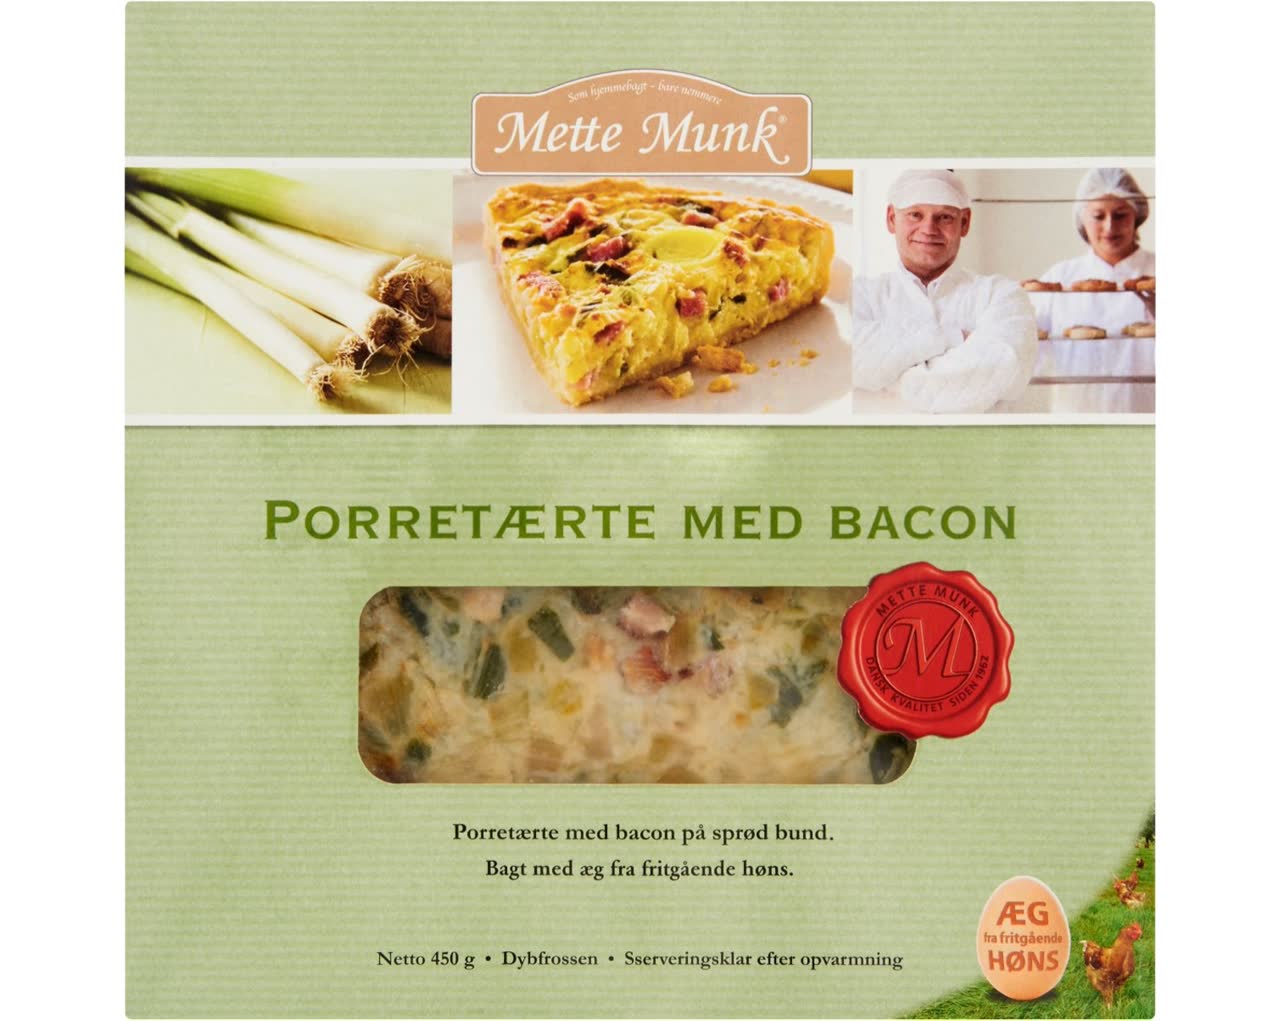 Som hjemmebagt - bare nemmere
Mette Munk®
PORRETÆRTE MED BACON
METTE MUNK
M
DANSK KVALITET SIDEN 1962
Porretærte med bacon på sprød bund.
Bagt med æg fra fritgående høns.
ÆG
fra fritgående
HØNS
Netto 450 g • Dybfrossen • Sserveringsklar efter opvarmning